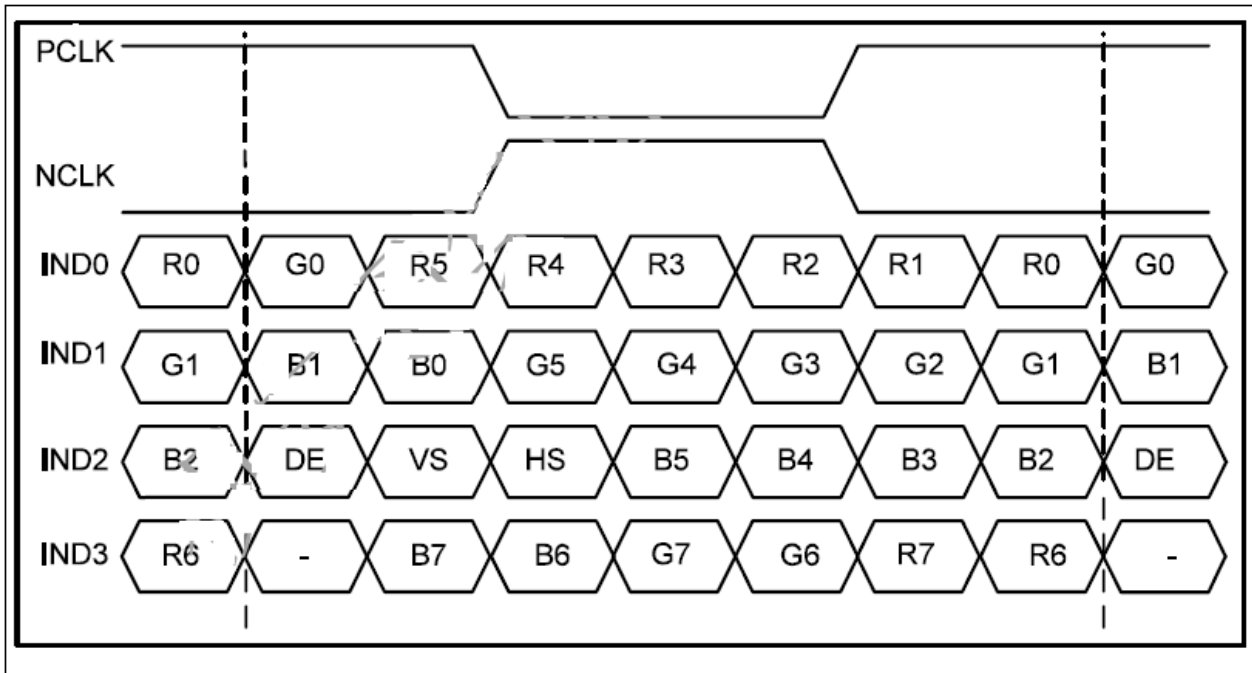 PCLK
NCLK
IND0 R0 G0 R5 R4 R3 R2 R1 R0 G0
IND1 G1 B1 B0 G5 G4 G3 G2 G1 B1
IND2 B2 DE VS HS B5 B4 B3 B2 DE
IND3 R6 - B7 B6 G7 G6 R7 R6 -